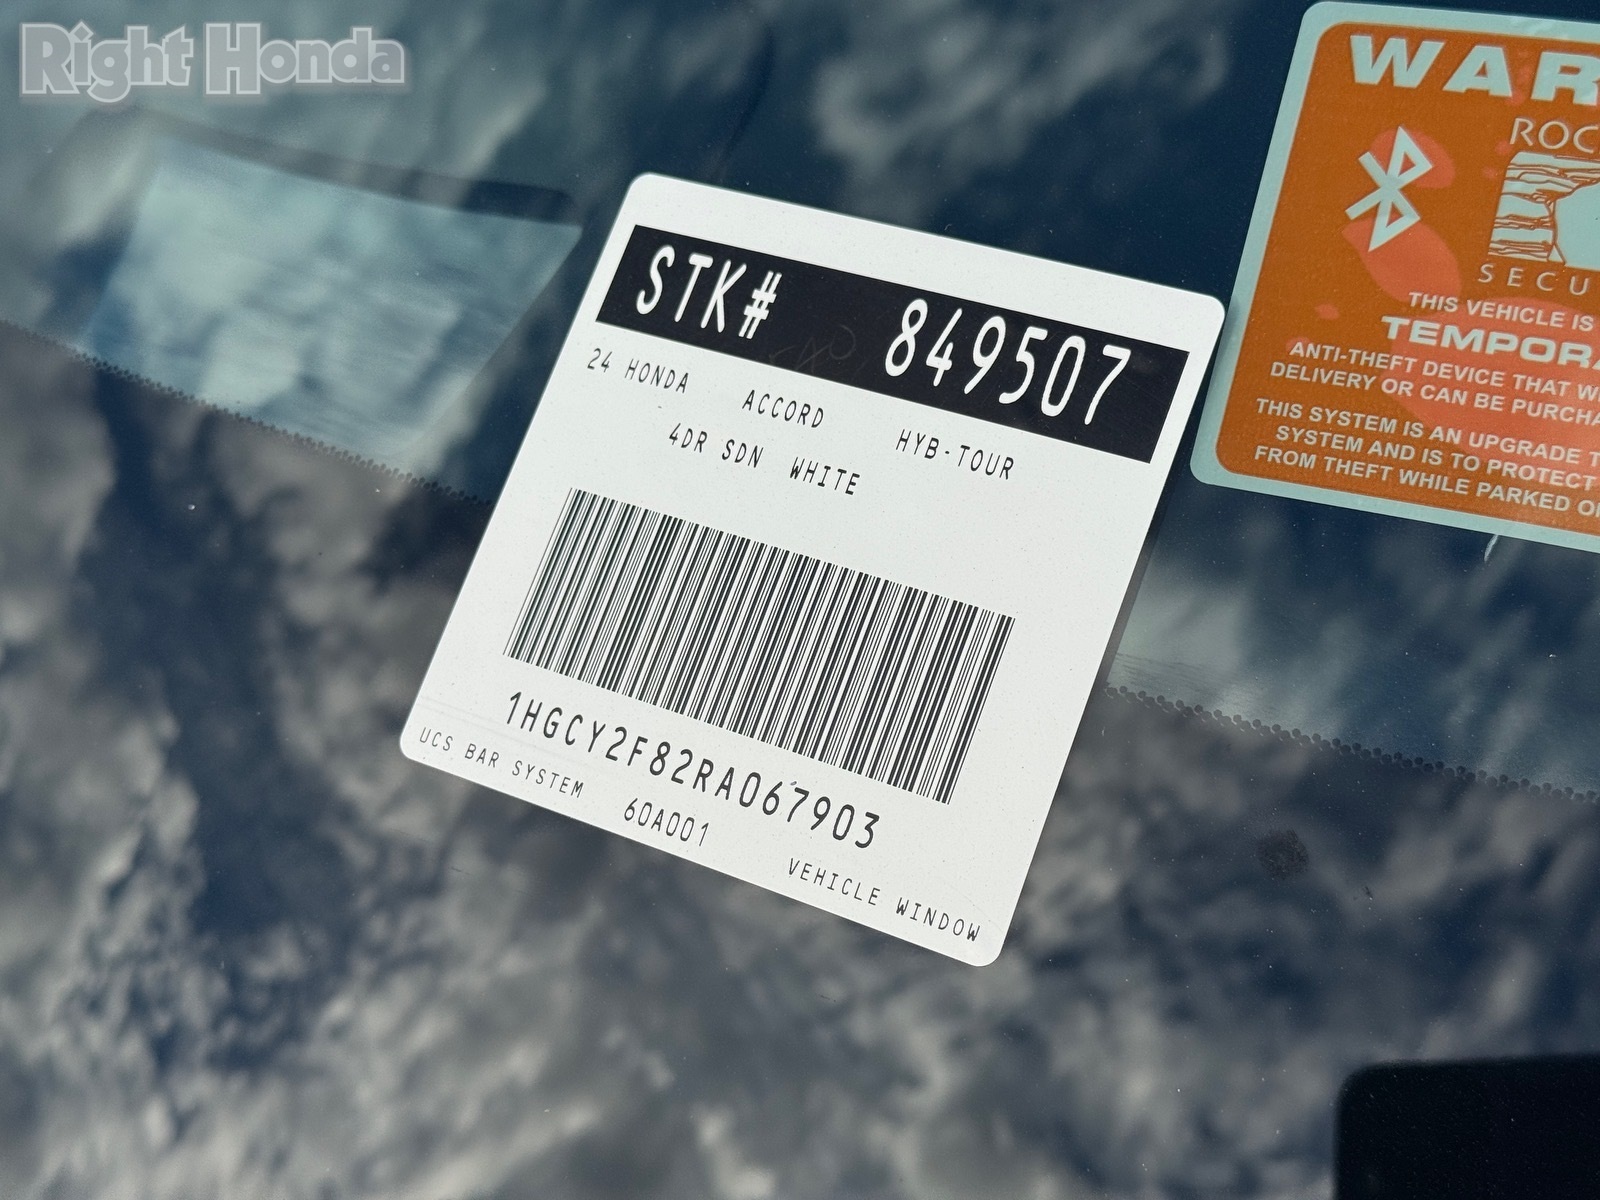 Right Honda
STK# 849507
24 HONDA ACCORD HYB-TOUR
4DR SDN WHITE
1HGCY2F82RA067903
UCS BAR SYSTEM 60A001 VEHICLE WINDOW
WAR
ROC
SECU
THIS VEHICLE IS
TEMPORA
ANTI-THEFT DEVICE THAT W
DELIVERY OR CAN BE PURCHA
THIS SYSTEM IS AN UPGRADE T
SYSTEM AND IS TO PROTECT
FROM THEFT WHILE PARKED O